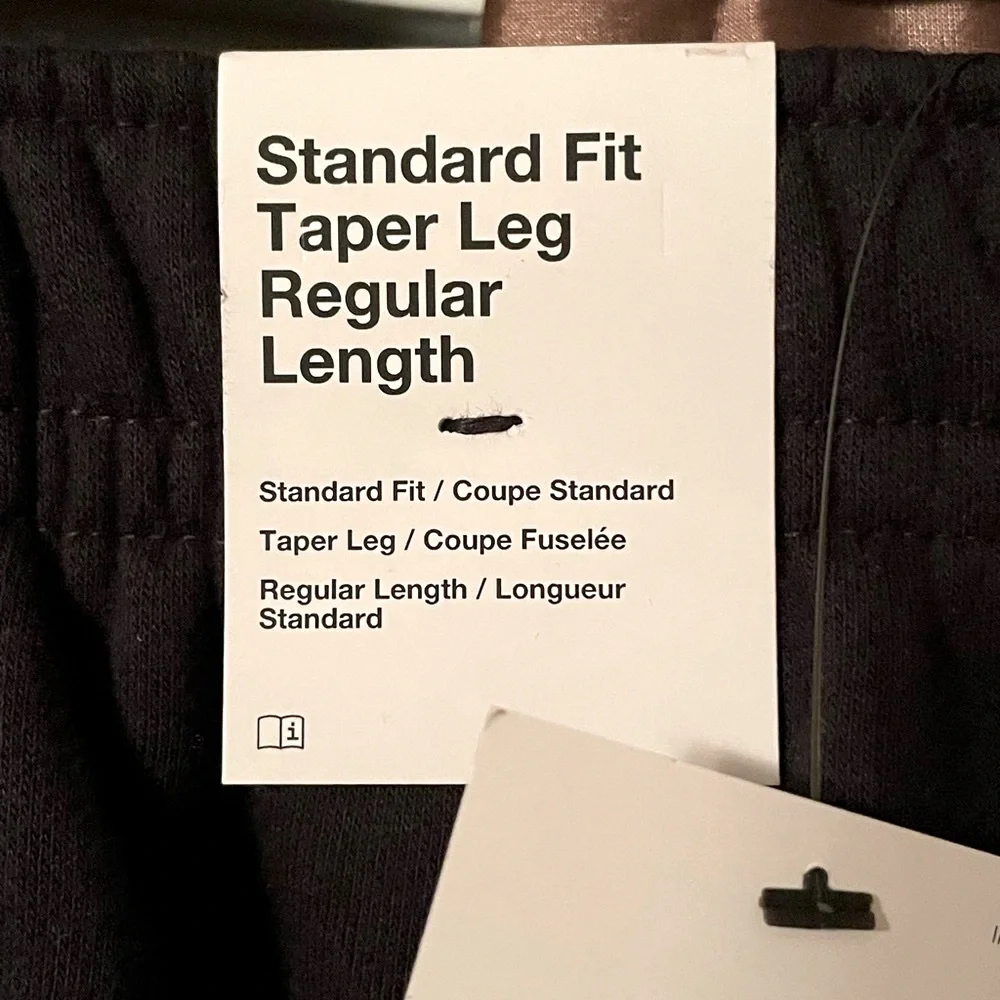 Standard Fit
Taper Leg
Regular
Length
Standard Fit / Coupe Standard
Taper Leg / Coupe Fuselée
Regular Length / Longueur
Standard
i